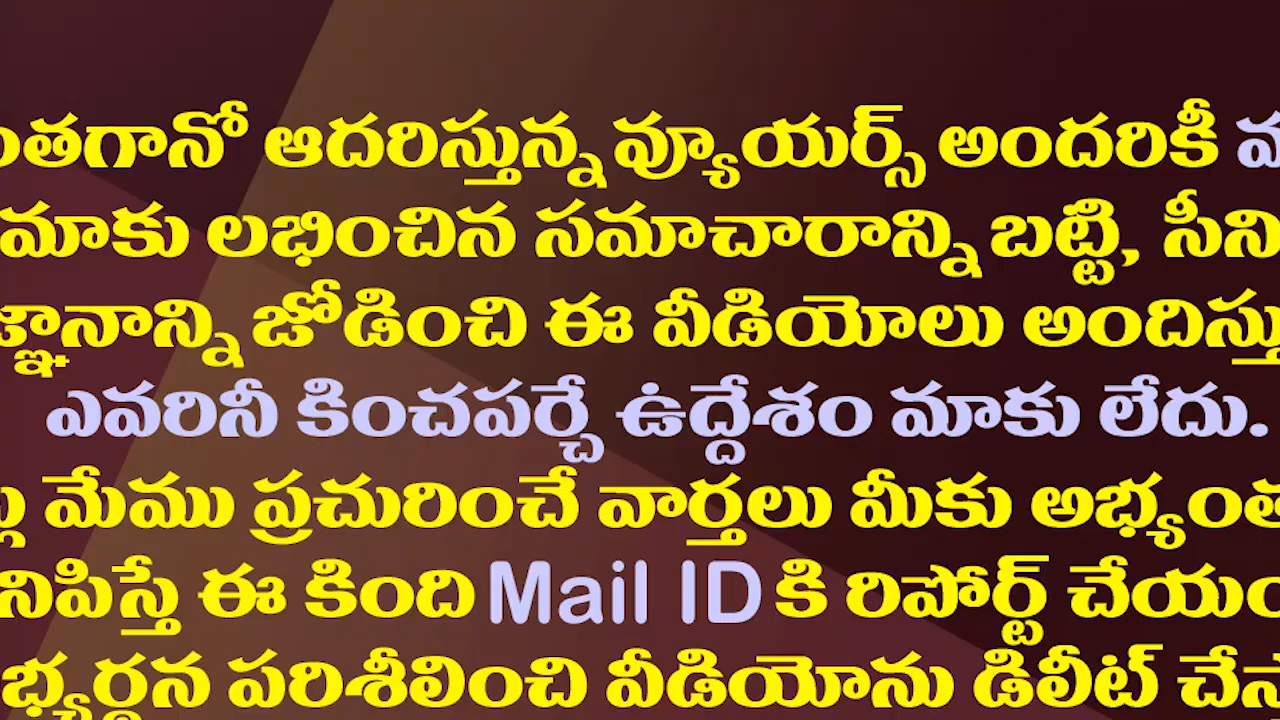 ంతగానో ఆదరిస్తున్న వ్యూయర్స్ అందరికీ
మాకు లభించిన సమాచారాన్ని బట్టి, సీని
జ్ఞానాన్ని జోడించి ఈ వీడియోలు అందిస్తు
ఎవరినీ కించపర్చే ఉద్దేశం మాకు లేదు.
మేము ప్రచురించే వార్తలు మీకు అభ్యంత
నిపిస్తే ఈ కింది Mail ID కి రిపోర్ట్ చేయం
భ్యర్థన పరిశీలించి వీడియోను డిలీట్ చేస